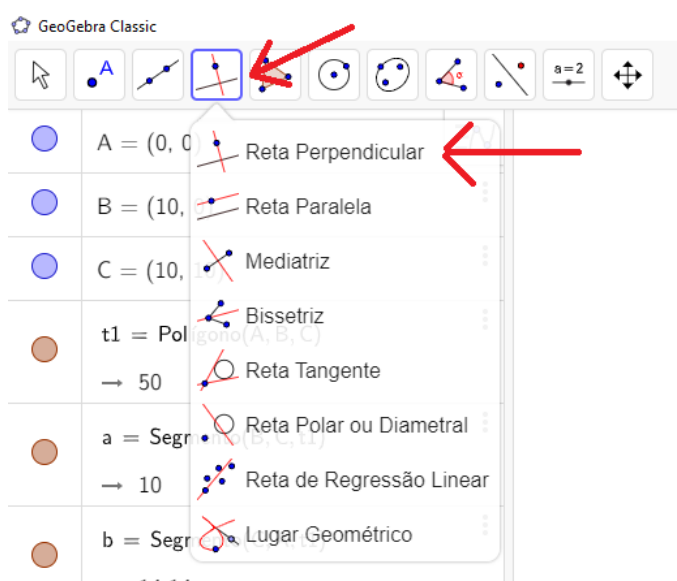 GeoGebra Classic
A α a=2
A = (0, 0
Reta Perpendicular
B = (10,
Reta Paralela
C = (10, 10)
Mediatriz
t1 = Polígono(A, B, C)
Bissetriz
→ 50
Reta Tangente
a = Segmento(B, C, t1)
Reta Polar ou Diametral
→ 10
Reta de Regressão Linear
b = Segmento(C, A, t1)
Lugar Geométrico